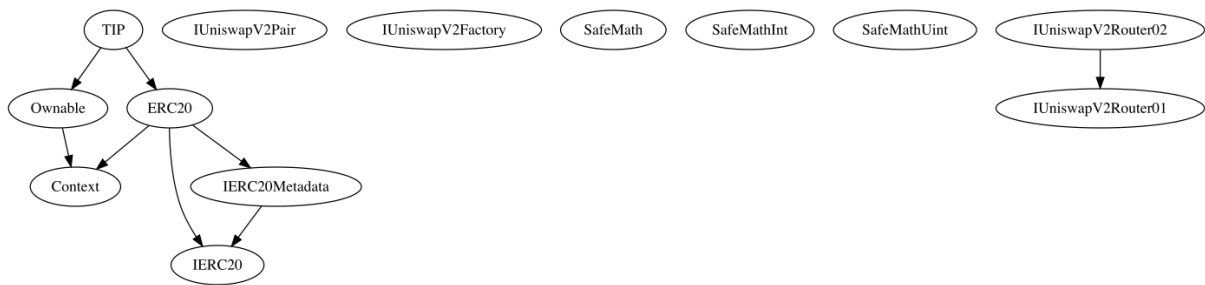 TIP
IUniswapV2Pair
IUniswapV2Factory
SafeMath
SafeMathInt
SafeMathUint
IUniswapV2Router02
Ownable
ERC20
IUniswapV2Router01
Context
IERC20Metadata
IERC20